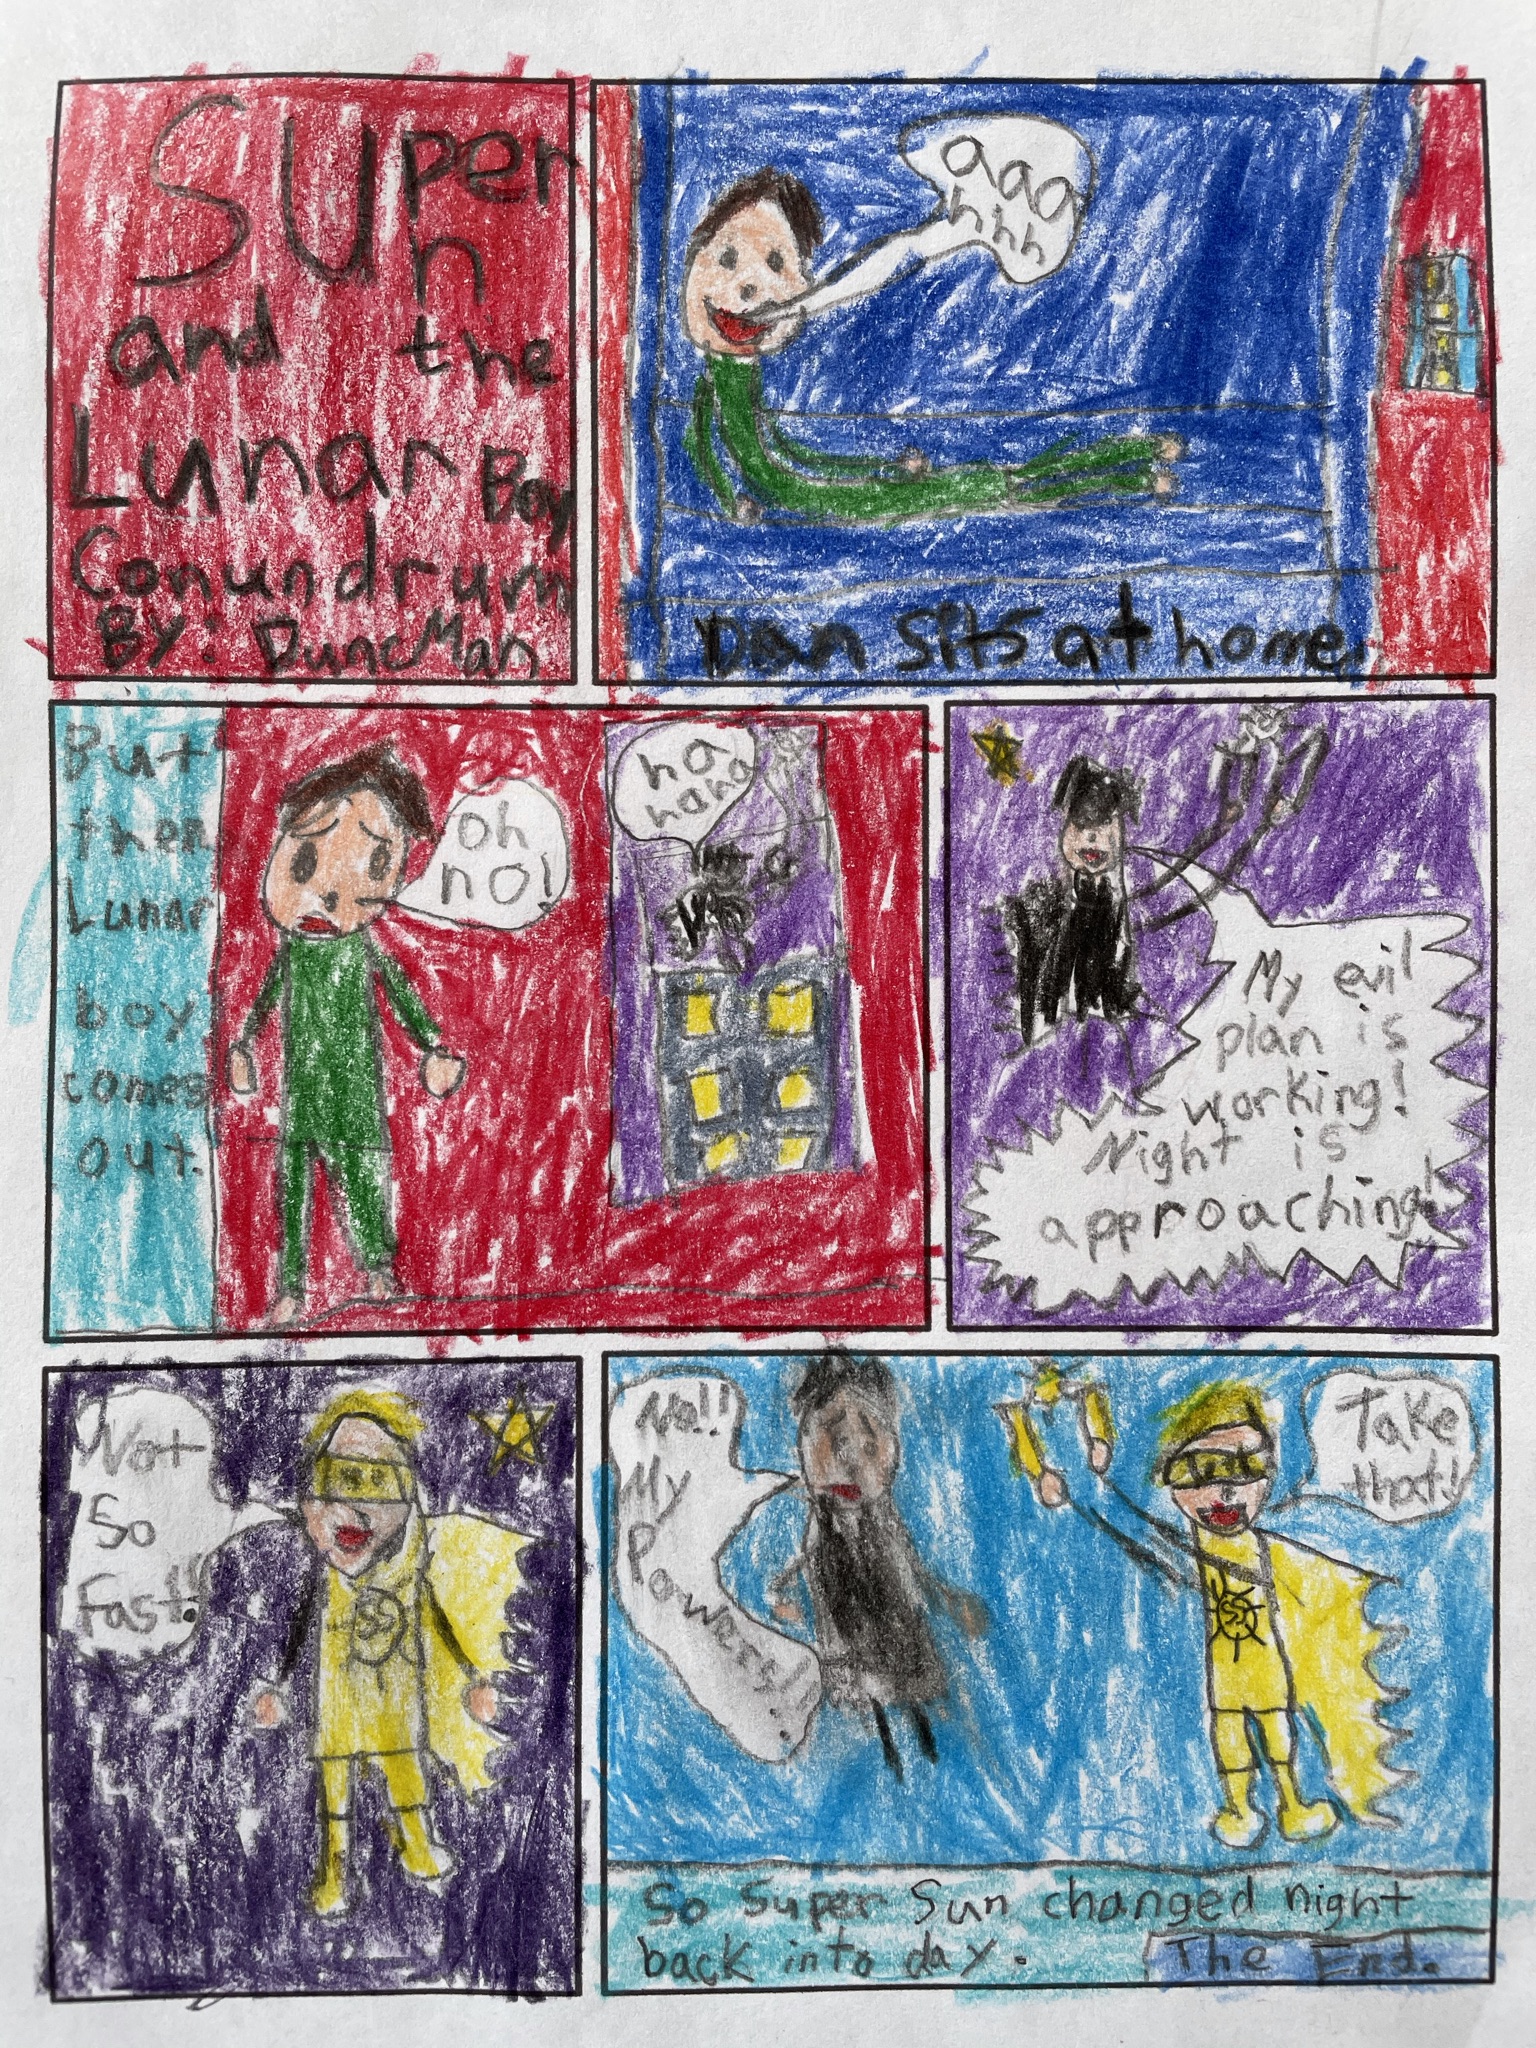 Super
Sun
and the
Lunar Boy
Conundrum
By: DuncMan
aaa
hhh
Dan sits at home.
But
then
Lunar
boy
comes
out.
oh
no!
ha
haha
My evil
plan is
working!
Night is
approaching!
Not
So
Fast!!
SS
No!!
My
Powers!!
Take
that!
SS
So Super Sun changed night
back into day.
The End.